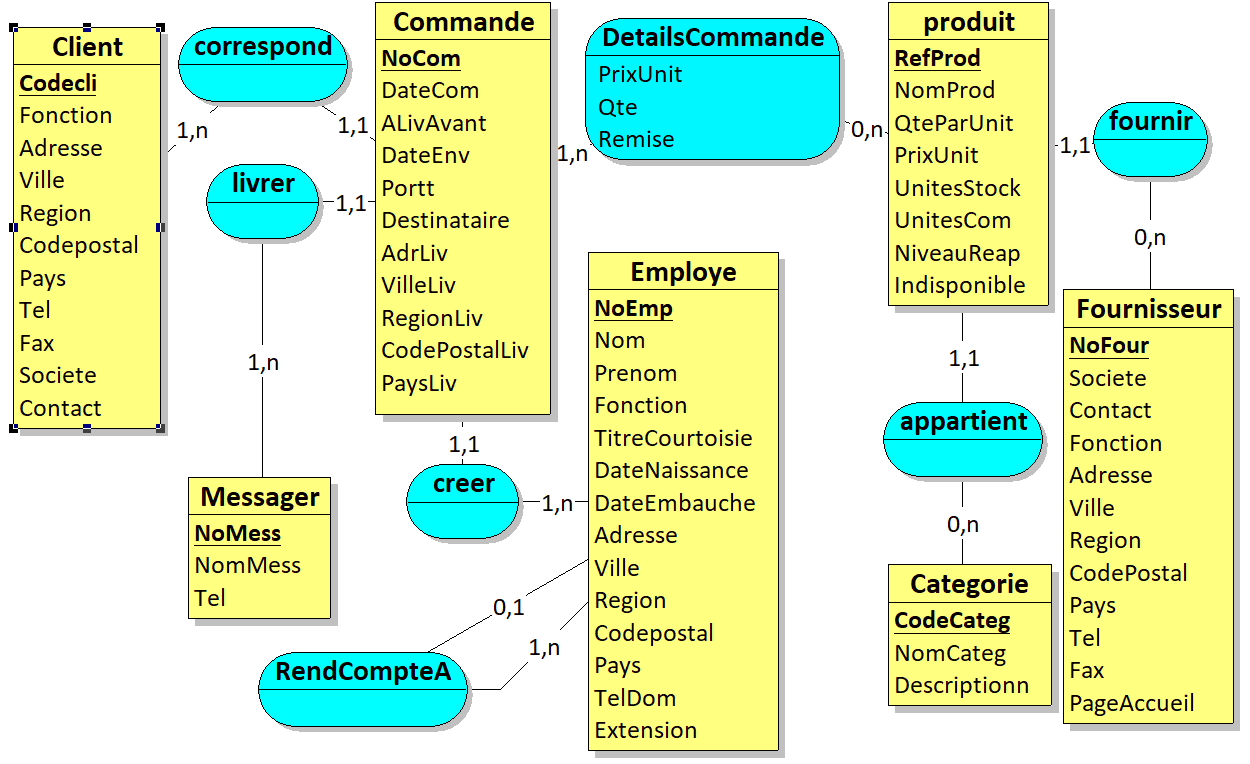 Client
Codecli
Fonction
Adresse
Ville
Region
Codepostal
Pays
Tel
Fax
Societe
Contact
correspond
1,n
1,1
livrer
1,1
1,n
Messager
NoMess
NomMess
Tel
Commande
NoCom
DateCom
ALivAvant
DateEnv
Portt
Destinataire
AdrLiv
VilleLiv
RegionLiv
CodePostalLiv
PaysLiv
1,1
creer
1,n
RendCompteA
0,1
1,n
Employe
NoEmp
Nom
Prenom
Fonction
TitreCourtoisie
DateNaissance
DateEmbauche
Adresse
Ville
Region
Codepostal
Pays
TelDom
Extension
1,n
DetailsCommande
PrixUnit
Qte
Remise
0,n
produit
RefProd
NomProd
QteParUnit
PrixUnit
UnitesStock
UnitesCom
NiveauReap
Indisponible
1,1
fournir
0,n
1,1
appartient
0,n
Categorie
CodeCateg
NomCateg
Descriptionn
Fournisseur
NoFour
Societe
Contact
Fonction
Adresse
Ville
Region
CodePostal
Pays
Tel
Fax
PageAccueil